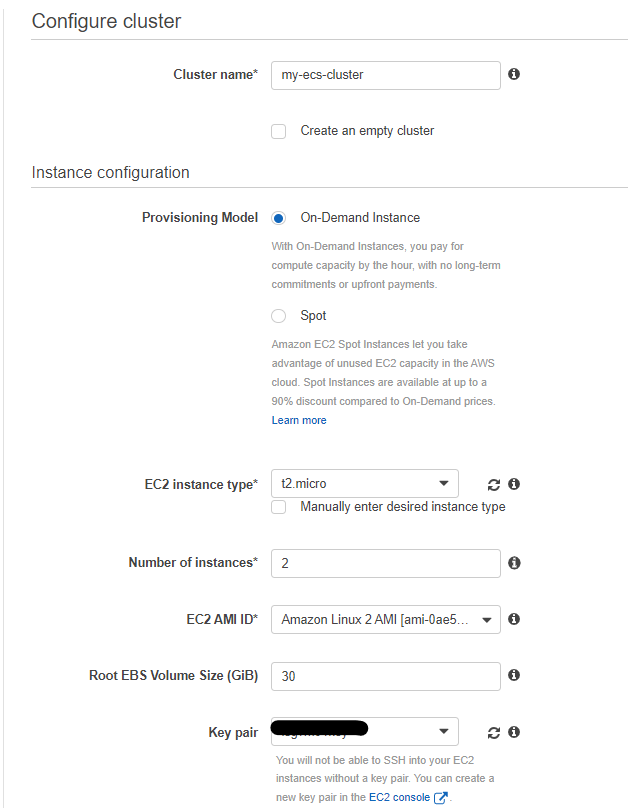 Configure cluster
Cluster name* my-ecs-cluster
Create an empty cluster
Instance configuration
Provisioning Model On-Demand Instance
With On-Demand Instances, you pay for
compute capacity by the hour, with no long-term
commitments or upfront payments.
Spot
Amazon EC2 Spot Instances let you take
advantage of unused EC2 capacity in the AWS
cloud. Spot Instances are available at up to a
90% discount compared to On-Demand prices.
Learn more
EC2 instance type* t2.micro
Manually enter desired instance type
Number of instances* 2
EC2 AMI ID* Amazon Linux 2 AMI [ami-0ae5...
Root EBS Volume Size (GiB) 30
Key pair
You will not be able to SSH into your EC2
instances without a key pair. You can create a
new key pair in the EC2 console .